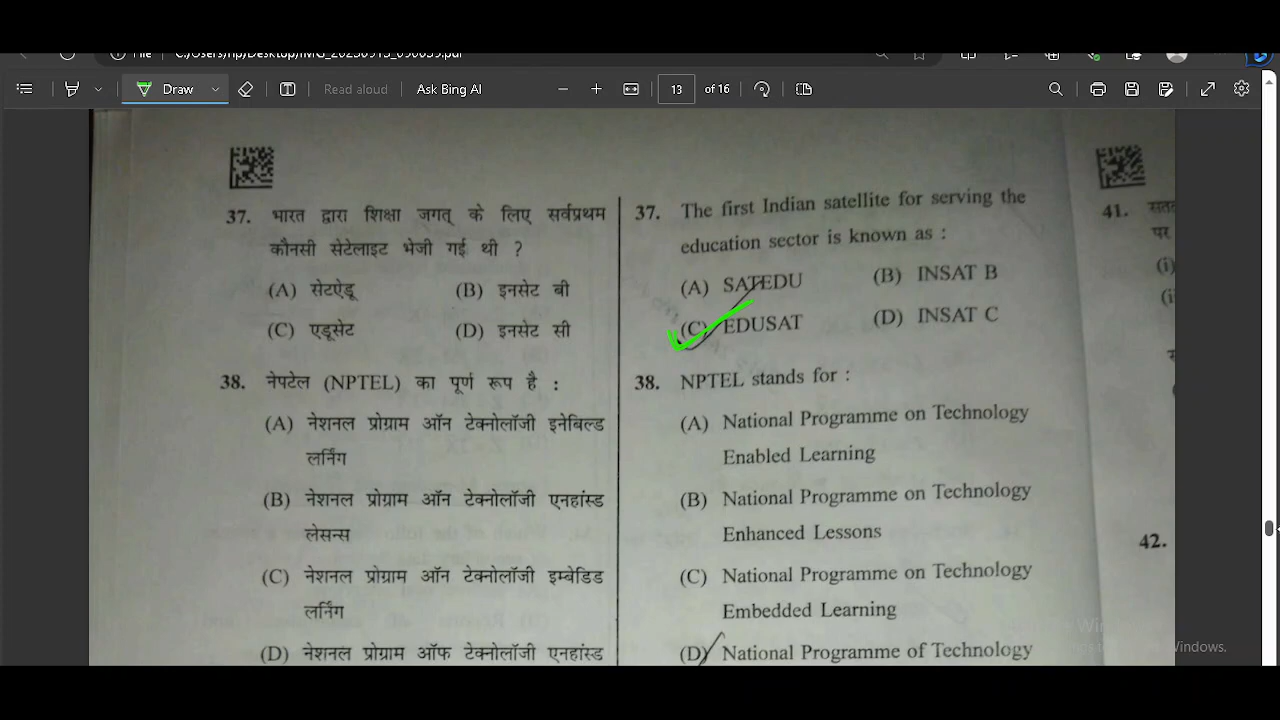 File
C:/Users/hp/Desktop/IMG_20230913_090639.pdf
Draw
Read aloud
Ask Bing AI
13
of 16
37. भारत द्वारा शिक्षा जगत् के लिए सर्वप्रथम
कौनसी सेटेलाइट भेजी गई थी ?
(A) सेटऐडू (B) इनसेट बी
(C) एडूसेट (D) इनसेट सी
38. नेपटेल (NPTEL) का पूर्ण रूप है :
(A) नेशनल प्रोग्राम ऑन टेक्नोलॉजी इनेबिल्ड
लर्निंग
(B) नेशनल प्रोग्राम ऑन टेक्नोलॉजी एनहांस्ड
लेसन्स
(C) नेशनल प्रोग्राम ऑन टेक्नोलॉजी इम्बेडिड
लर्निंग
(D) नेशनल प्रोग्राम ऑफ टेक्नोलॉजी एनहांस्ड
37. The first Indian satellite for serving the
education sector is known as :
(A) SATEDU (B) INSAT B
(C) EDUSAT (D) INSAT C
38. NPTEL stands for :
(A) National Programme on Technology
Enabled Learning
(B) National Programme on Technology
Enhanced Lessons
(C) National Programme on Technology
Embedded Learning
(D) National Programme of Technology
41.
पर
(i)
42.
Windows.